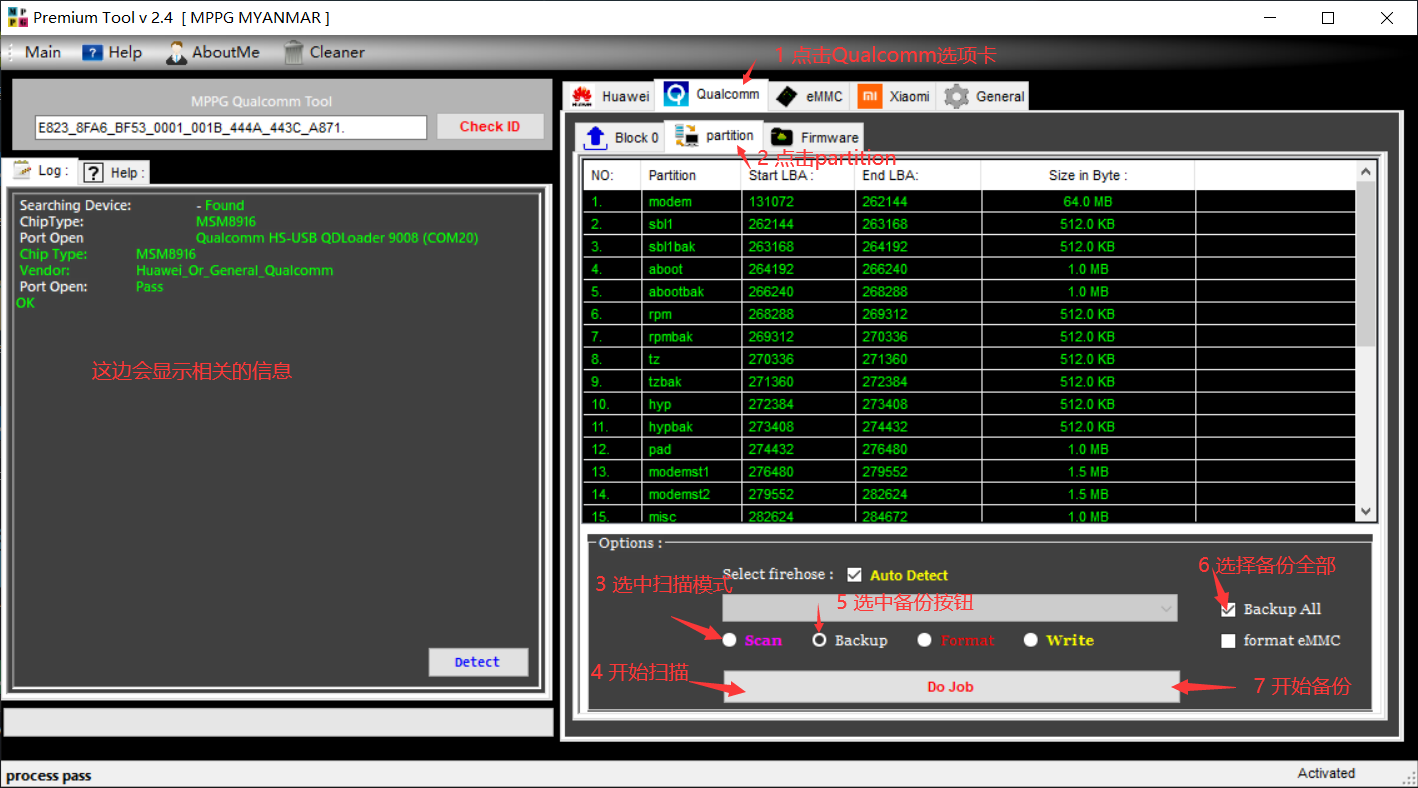 Premium Tool v 2.4 [ MPPG MYANMAR ]
Main Help AboutMe Cleaner
1 点击Qualcomm选项卡
MPPG Qualcomm Tool
E823_8FA6_BF53_0001_001B_444A_443C_A871.
Check ID
Log : Help :
Searching Device: - Found
ChipType: MSM8916
Port Open Qualcomm HS-USB QDLoader 9008 (COM20)
Chip Type: MSM8916
Vendor: Huawei_Or_General_Qualcomm
Port Open: Pass
OK
这边会显示相关的信息
Detect
Huawei Qualcomm eMMC Xiaomi General
Block 0 partition Firmware
2 点击partition
NO: Partition Start LBA : End LBA: Size in Byte :
1. modem 131072 262144 64.0 MB
2. sbl1 262144 263168 512.0 KB
3. sbl1bak 263168 264192 512.0 KB
4. aboot 264192 266240 1.0 MB
5. abootbak 266240 268288 1.0 MB
6. rpm 268288 269312 512.0 KB
7. rpmbak 269312 270336 512.0 KB
8. tz 270336 271360 512.0 KB
9. tzbak 271360 272384 512.0 KB
10. hyp 272384 273408 512.0 KB
11. hypbak 273408 274432 512.0 KB
12. pad 274432 276480 1.0 MB
13. modemst1 276480 279552 1.5 MB
14. modemst2 279552 282624 1.5 MB
15. misc 282624 284672 1.0 MB
Options :
Select firehose : Auto Detect
6 选择备份全部
3 选中扫描模式
5 选中备份按钮
Backup All
Scan Backup Format Write
format eMMC
4 开始扫描
Do Job
7 开始备份
process pass
Activated